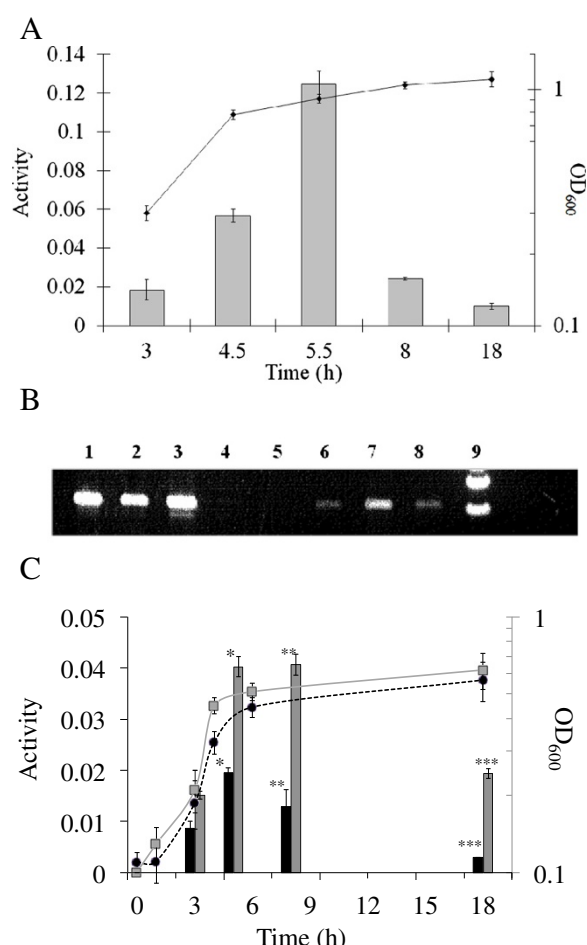 A
0.14
0.12
0.1
0.08
0.06
0.04
0.02
0
Activity
1
0.1
OD600
3 4.5 5.5 8 18
Time (h)
B
1 2 3 4 5 6 7 8 9
C
0.05
0.04
0.03
0.02
0.01
0
Activity
* **
* **
***
***
1
0.1
OD600
0 3 6 9 12 15 18
Time (h)